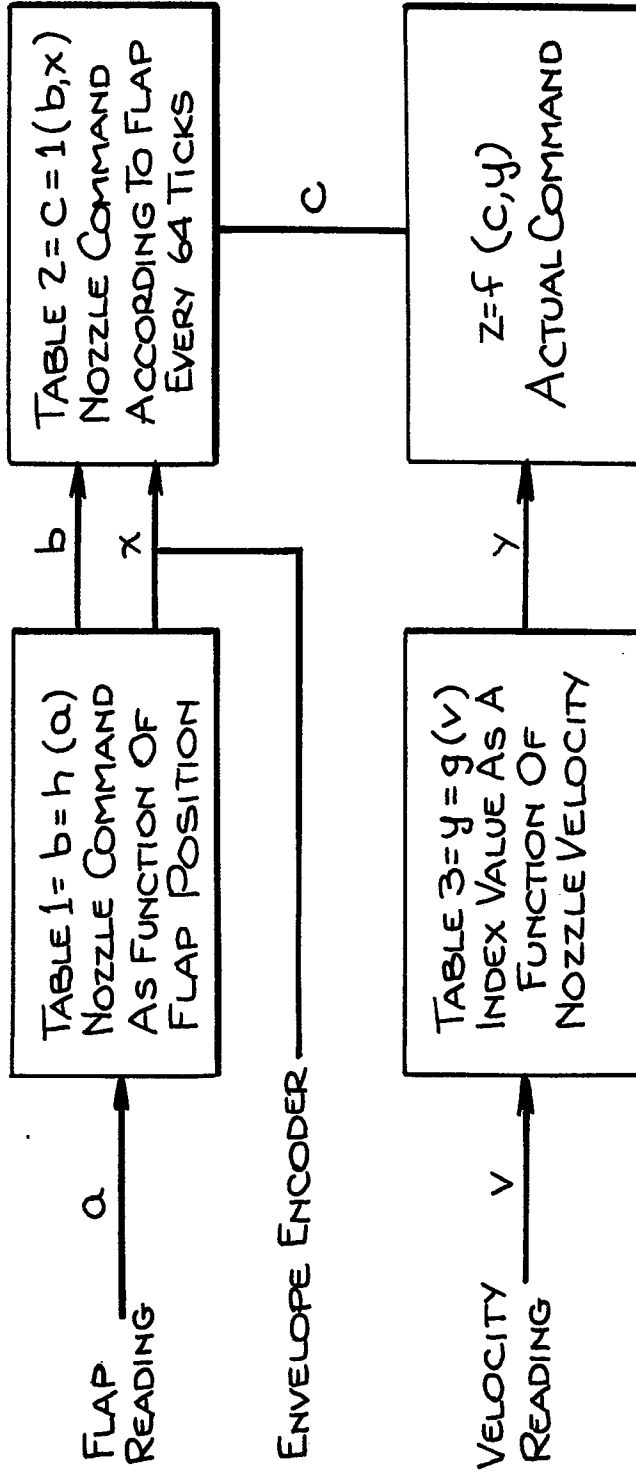 FLAP
READING
a
TABLE 1=b=h(a)
NOZZLE COMMAND
AS FUNCTION OF
FLAP POSITION
b
x
TABLE 2=C=1(b,x)
NOZZLE COMMAND
ACCORDING TO FLAP
EVERY 64 TICKS
ENVELOPE ENCODER
C
VELOCITY
READING
V
TABLE 3=y=g(v)
INDEX VALUE AS A
FUNCTION OF
NOZZLE VELOCITY
y
z=f (c,y)
ACTUAL COMMAND